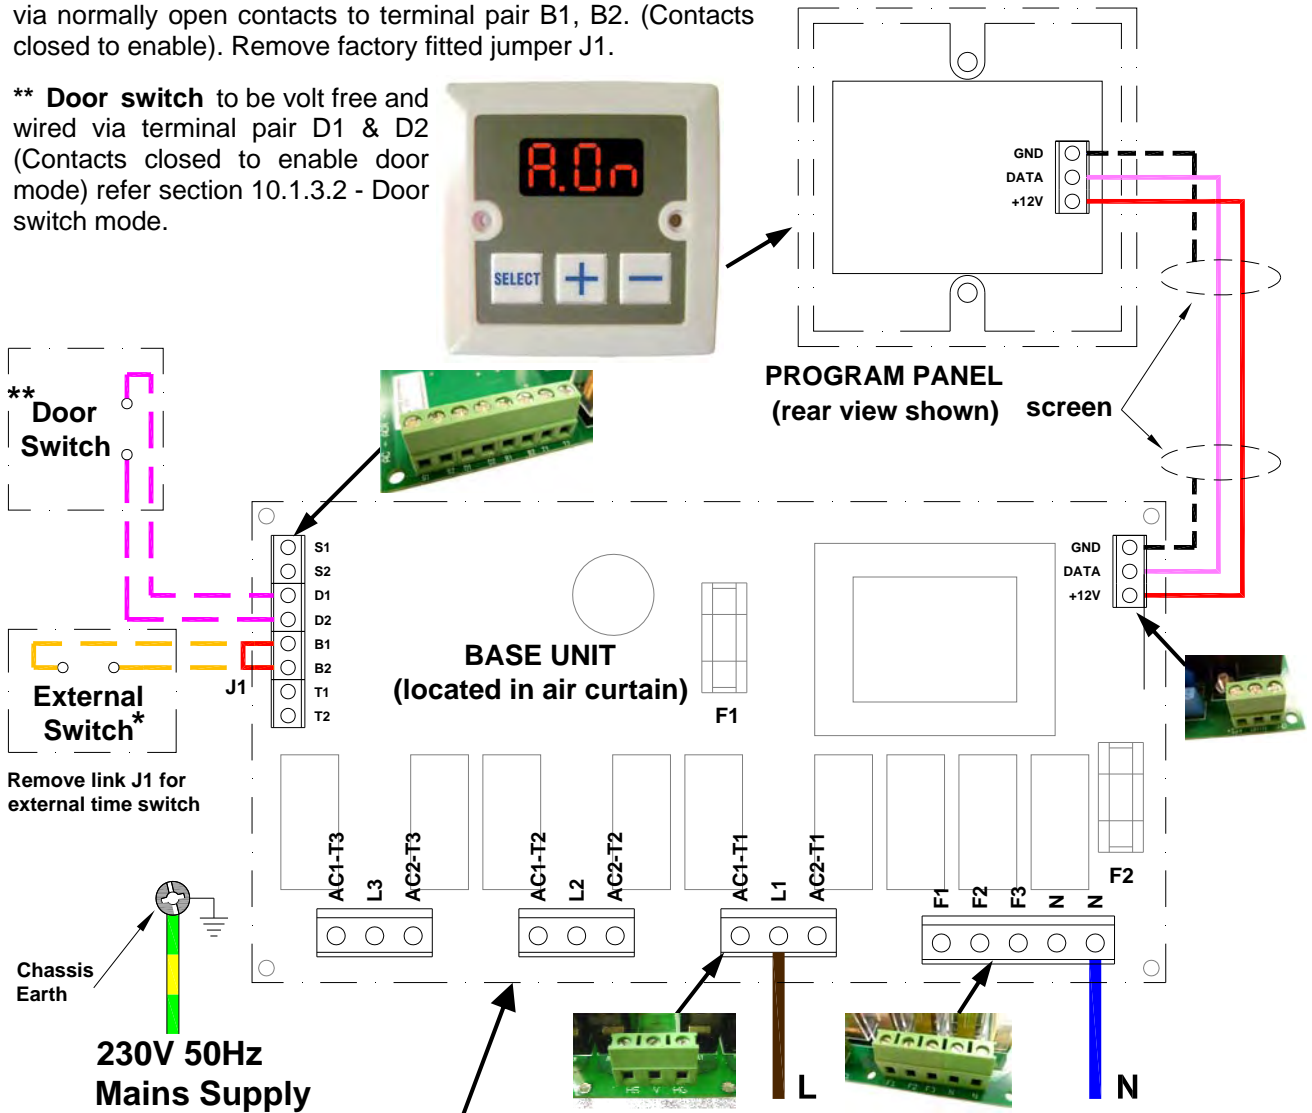 via normally open contacts to terminal pair B1, B2. (Contacts
closed to enable). Remove factory fitted jumper J1.
** Door switch to be volt free and
wired via terminal pair D1 & D2
(Contacts closed to enable door
mode) refer section 10.1.3.2 - Door
switch mode.
A.On
SELECT
+
−
GND
DATA
+12V
PROGRAM PANEL
(rear view shown)
screen
**
Door
Switch
S1
S2
D1
D2
B1
B2
T1
T2
GND
DATA
+12V
BASE UNIT
(located in air curtain)
F1
J1
External
Switch*
Remove link J1 for
external time switch
F2
AC1-T3
L3
AC2-T3
AC1-T2
L2
AC2-T2
AC1-T1
L1
AC2-T1
F1
F2
F3
N
N
Chassis
Earth
230V 50Hz
Mains Supply
L
N